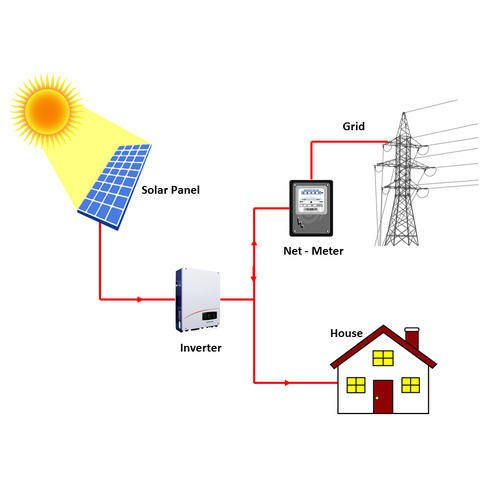 Grid
Solar Panel
Net - Meter
House
Inverter